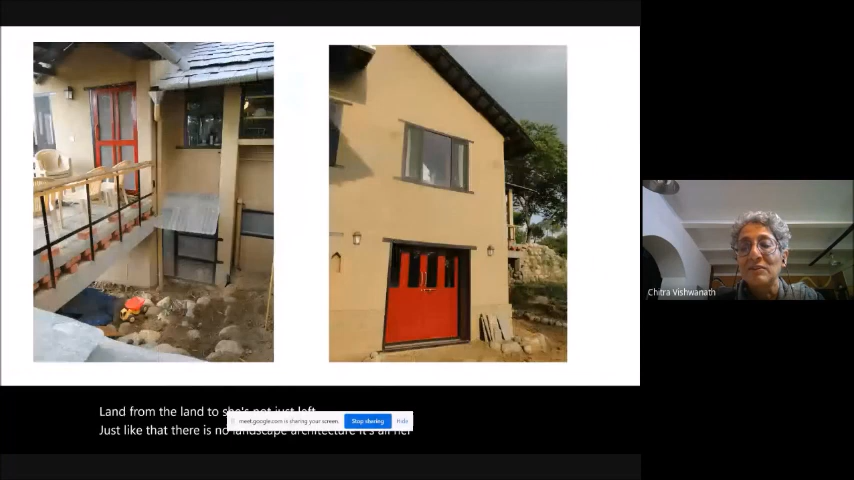 Chitra Vishwanath
Land from the land to she's not just left
meet.google.com is sharing your screen. Stop sharing Hide
Just like that there is no landscape architecture it's all her